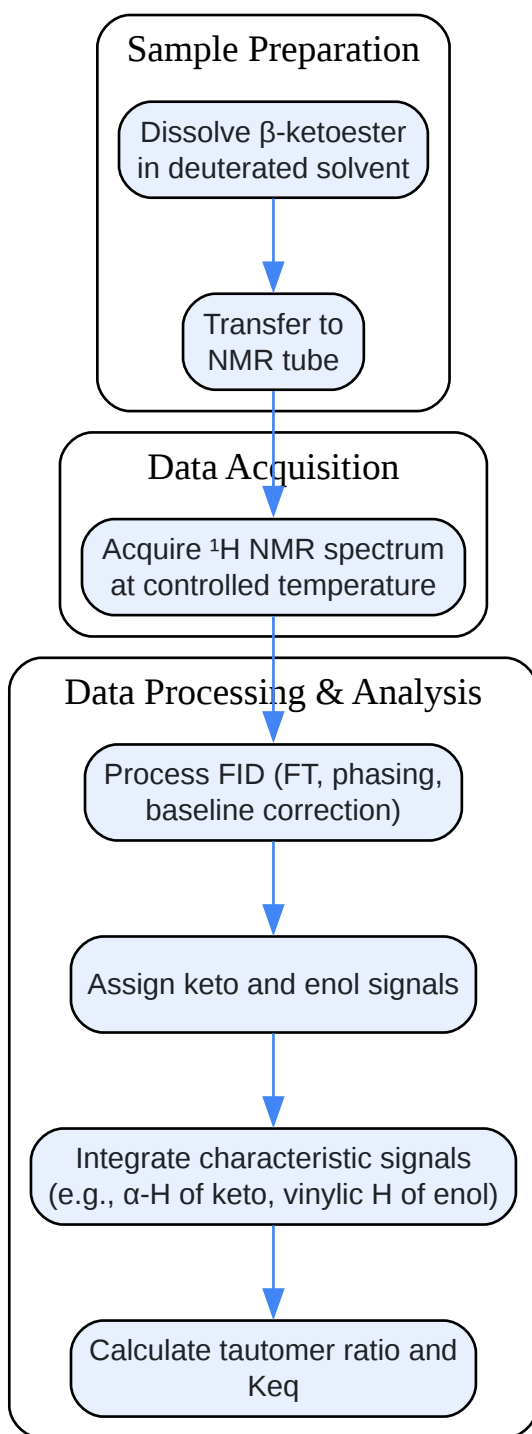 Sample Preparation
Dissolve β-ketoester
in deuterated solvent
Transfer to
NMR tube
Data Acquisition
Acquire ¹H NMR spectrum
at controlled temperature
Data Processing & Analysis
Process FID (FT, phasing,
baseline correction)
Assign keto and enol signals
Integrate characteristic signals
(e.g., α-H of keto, vinylic H of enol)
Calculate tautomer ratio and
Keq